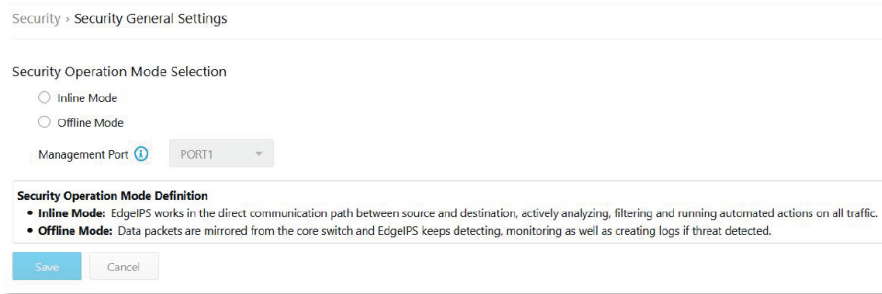 Security › Security General Settings
Security Operation Mode Selection
Inline Mode
Offline Mode
Management Port i PORT1
Security Operation Mode Definition
• Inline Mode: EdgeIPS works in the direct communication path between source and destination, actively analyzing, filtering and running automated actions on all traffic.
• Offline Mode: Data packets are mirrored from the core switch and EdgeIPS keeps detecting, monitoring as well as creating logs if threat detected.
Save Cancel